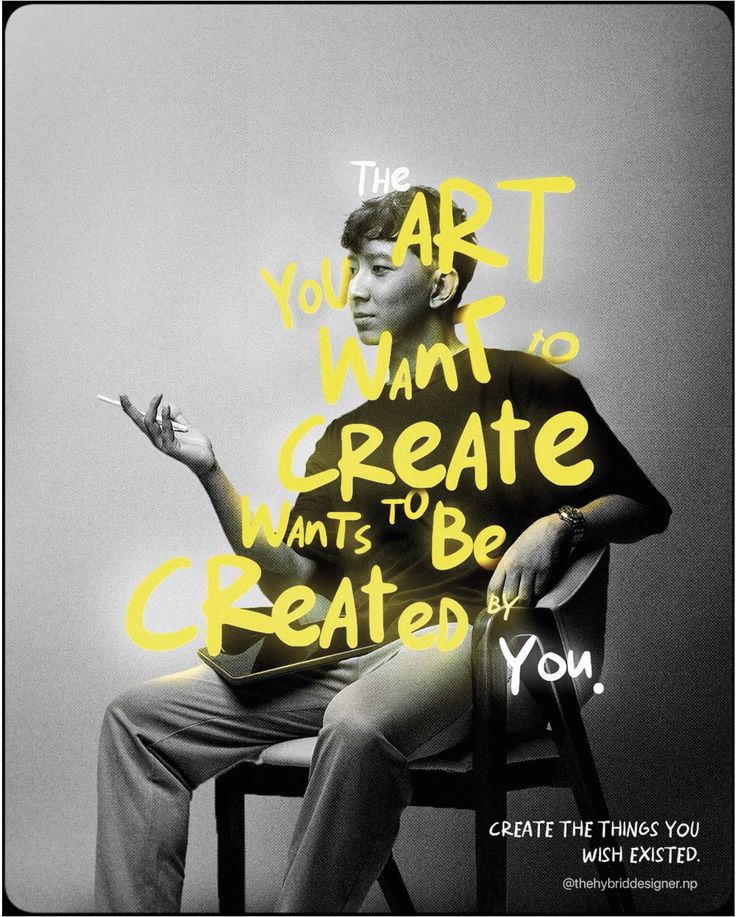 THE
ART
YOU
WANT TO
CREATE
WANTS TO BE
CREATED BY
YOU.
CREATE THE THINGS YOU
WISH EXISTED.
@thehybriddesigner.np